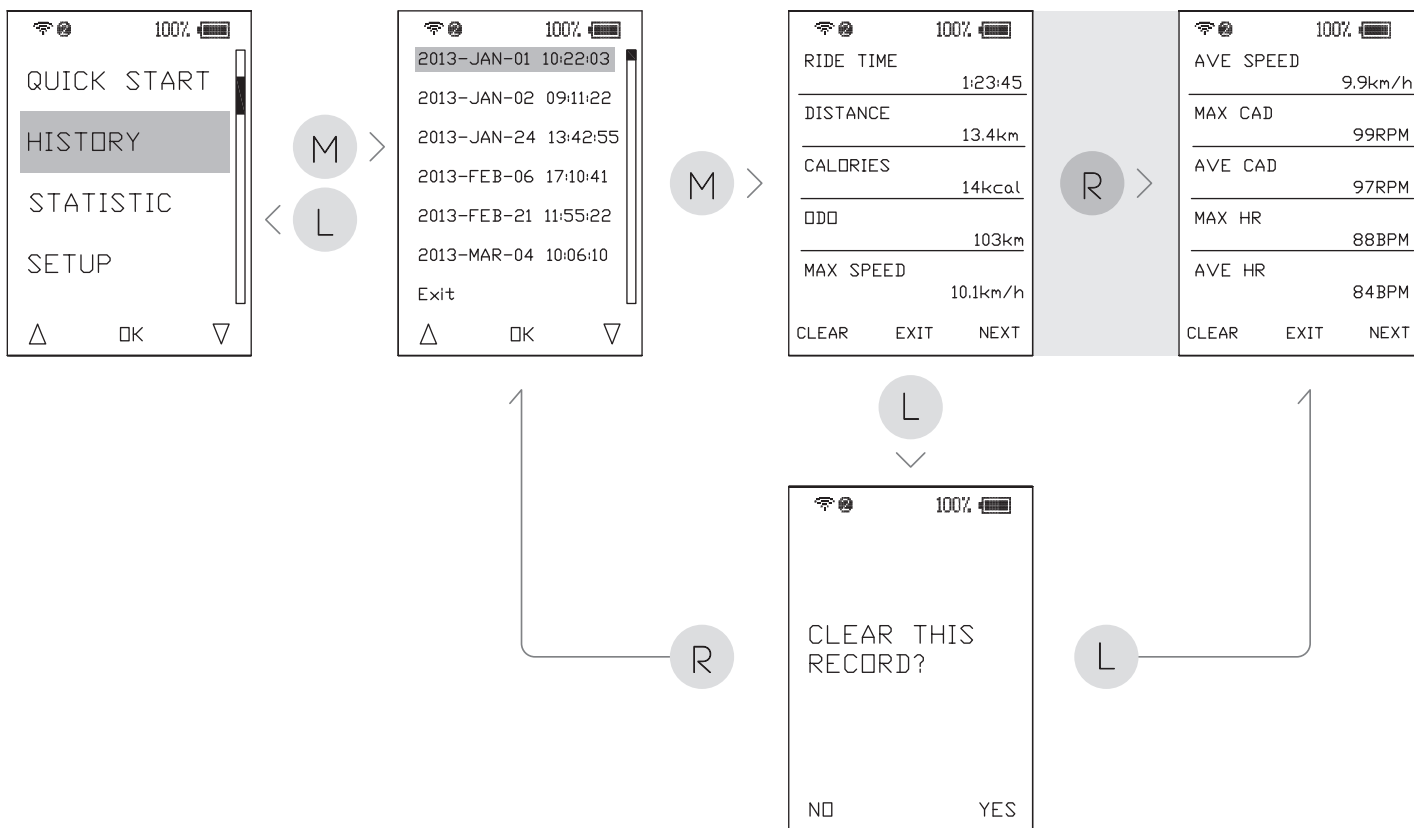 100%
QUICK START
HISTORY
STATISTIC
SETUP
OK
M
L
100%
2013-JAN-01 10:22:03
2013-JAN-02 09:11:22
2013-JAN-24 13:42:55
2013-FEB-06 17:10:41
2013-FEB-21 11:55:22
2013-MAR-04 10:06:10
Exit
OK
M
100%
RIDE TIME
1:23:45
DISTANCE
13.4km
CALORIES
14kcal
ODO
103km
MAX SPEED
10.1km/h
CLEAR EXIT NEXT
R
100%
AVE SPEED
9.9km/h
MAX CAD
99RPM
AVE CAD
97RPM
MAX HR
88BPM
AVE HR
84BPM
CLEAR EXIT NEXT
L
100%
CLEAR THIS
RECORD?
NO YES
R
L